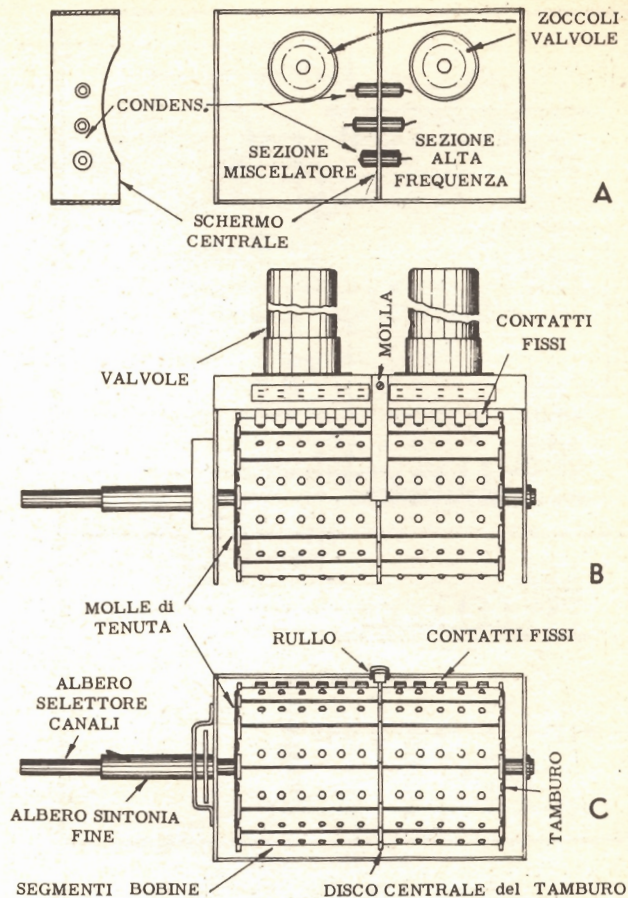 ZOCCOLI
VALVOLE
CONDENS.
SEZIONE
MISCELATORE
SEZIONE
ALTA
FREQUENZA
A
SCHERMO
CENTRALE
MOLLA
CONTATTI
FISSI
VALVOLE
B
MOLLE di
TENUTA
RULLO
CONTATTI FISSI
ALBERO
SELETTORE
CANALI
TAMBURO
C
ALBERO SINTONIA
FINE
SEGMENTI BOBINE
DISCO CENTRALE del TAMBURO